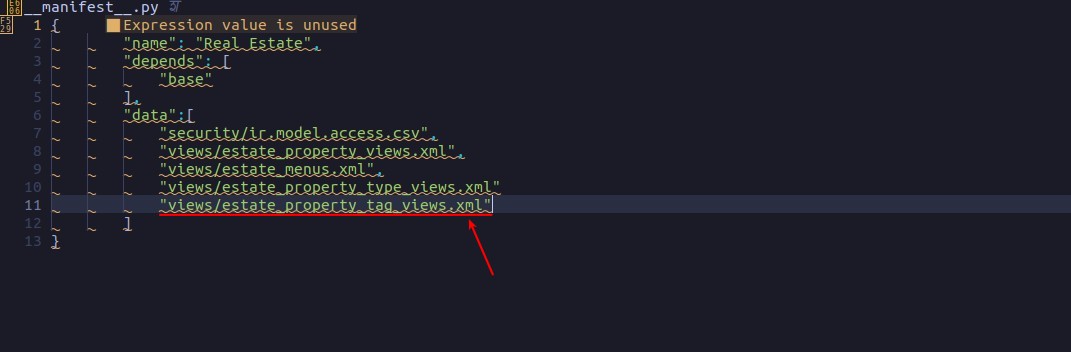 __manifest__.py
1 { Expression value is unused
2 "name": "Real Estate",
3 "depends": [
4 "base"
5 ],
6 "data":[
7 "security/ir.model.access.csv",
8 "views/estate_property_views.xml",
9 "views/estate_menus.xml",
10 "views/estate_property_type_views.xml"
11 "views/estate_property_tag_views.xml"
12 ]
13 }